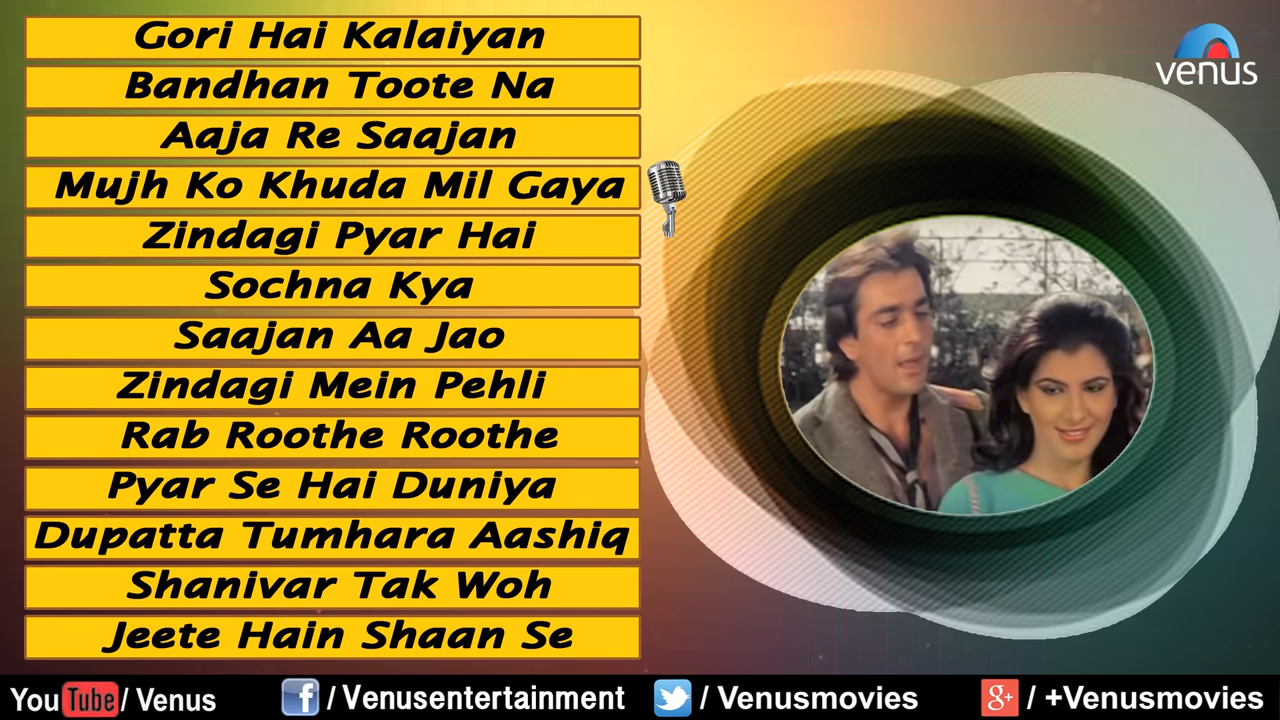 Gori Hai Kalaiyan
Bandhan Toote Na
Aaja Re Saajan
Mujh Ko Khuda Mil Gaya
Zindagi Pyar Hai
Sochna Kya
Saajan Aa Jao
Zindagi Mein Pehli
Rab Roothe Roothe
Pyar Se Hai Duniya
Dupatta Tumhara Aashiq
Shanivar Tak Woh
Jeete Hain Shaan Se
venus
You Tube / Venus f / Venusentertainment / Venusmovies g+ / +Venusmovies